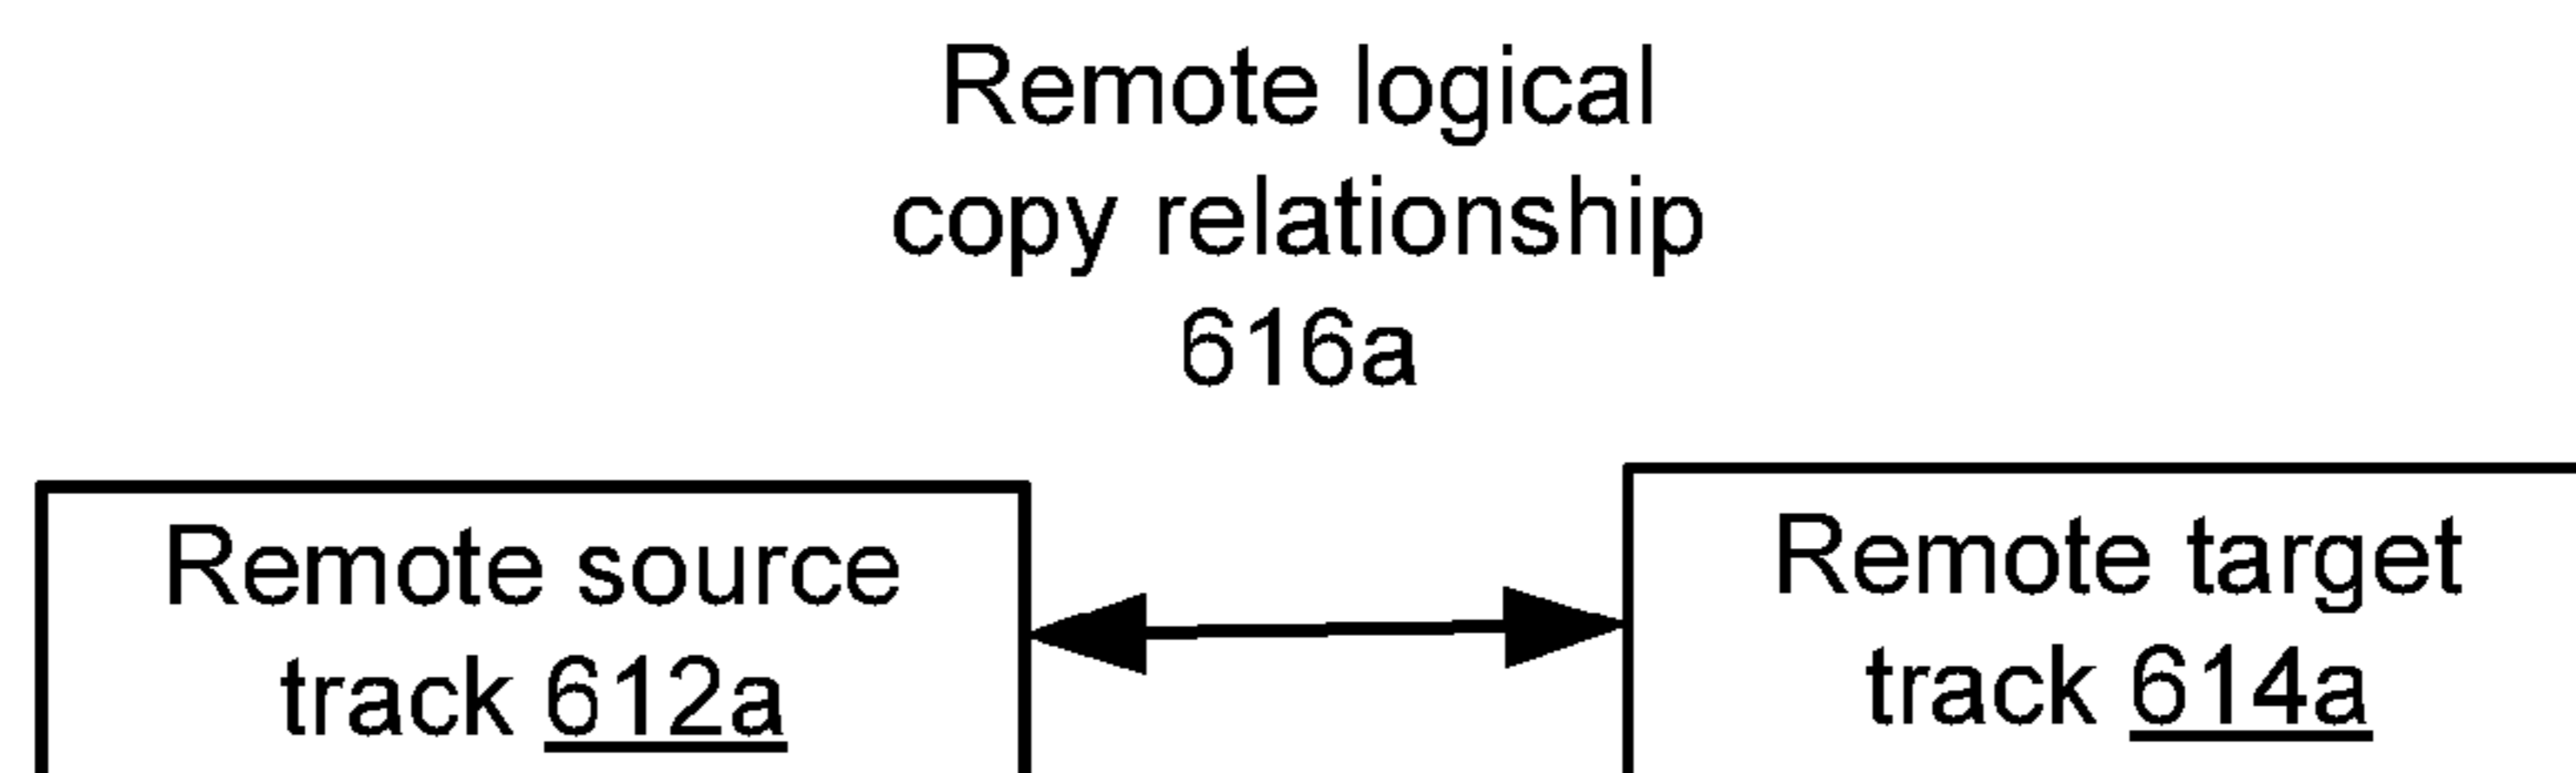 Remote logical
copy relationship
616a
Remote source
track 612a
Remote target
track 614a